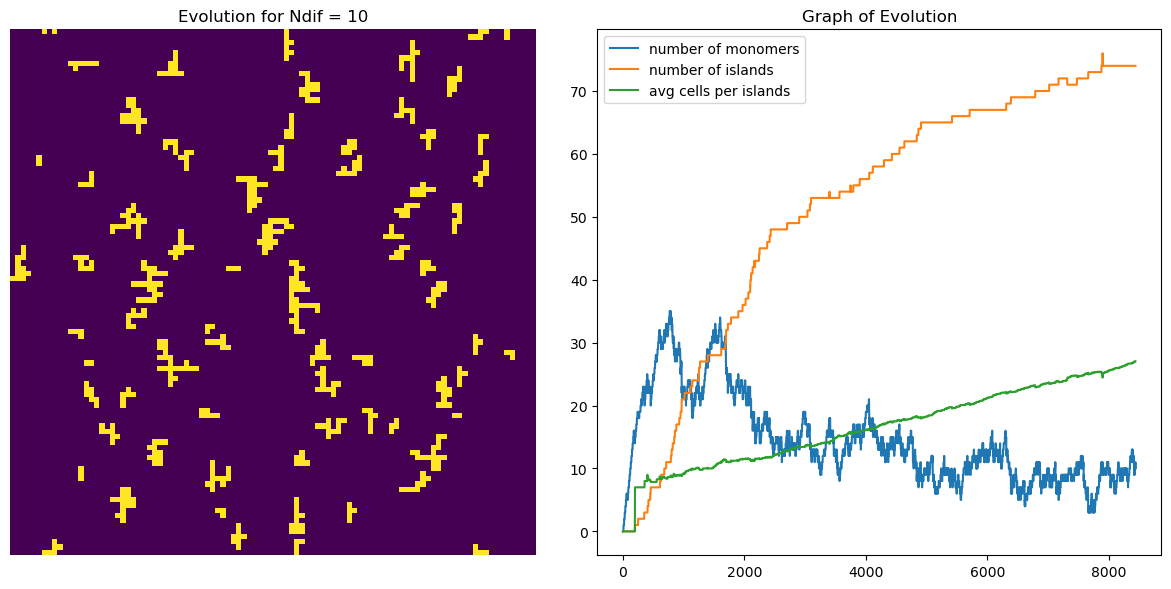 Evolution for Ndif = 10
Graph of Evolution
number of monomers
number of islands
avg cells per islands
70
60
50
40
30
20
10
0
0 2000 4000 6000 8000